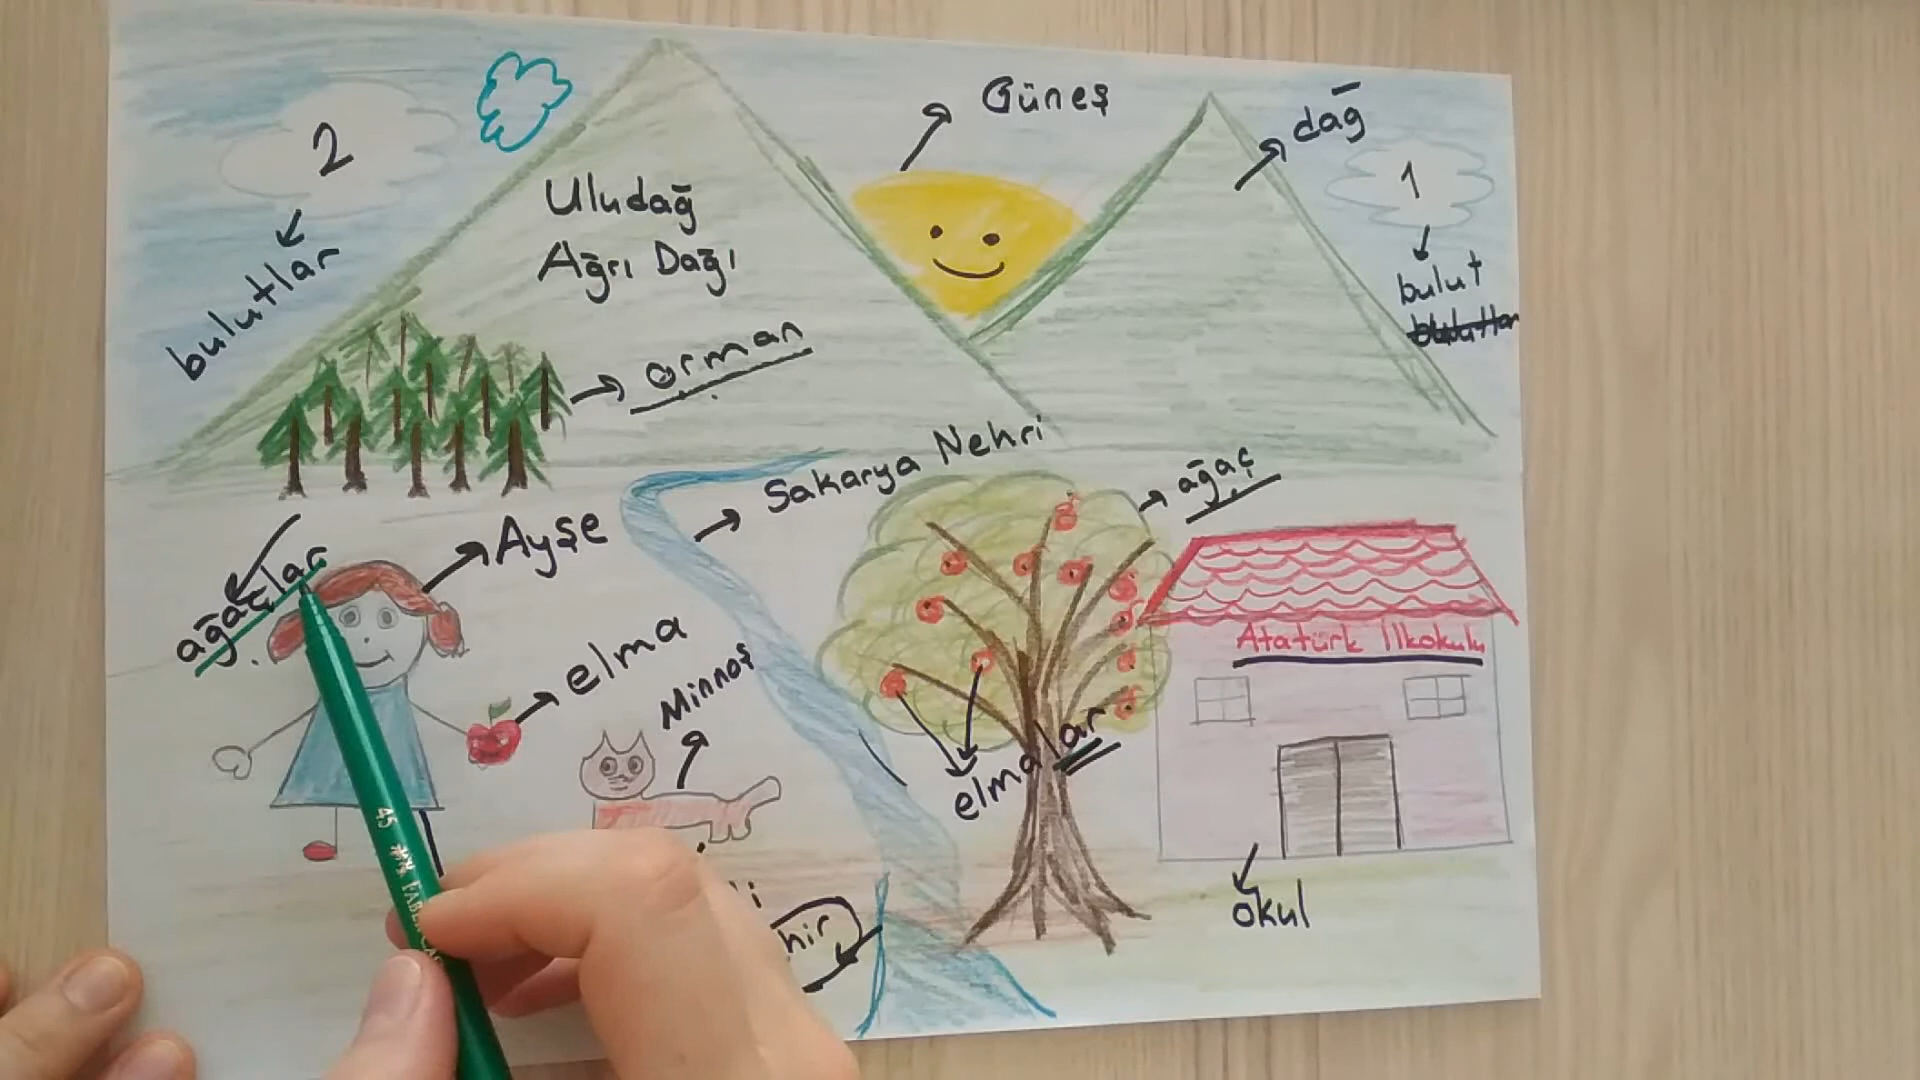 Güneş
dağ
2
1
Uludağ
Ağrı Dağı
bulutlar
bulut
orman
Sakarya Nehri
ağaç
Ayşe
ağaçlar
elma
Minnoş
Atatürk İlkokulu
elmalar
okul
45